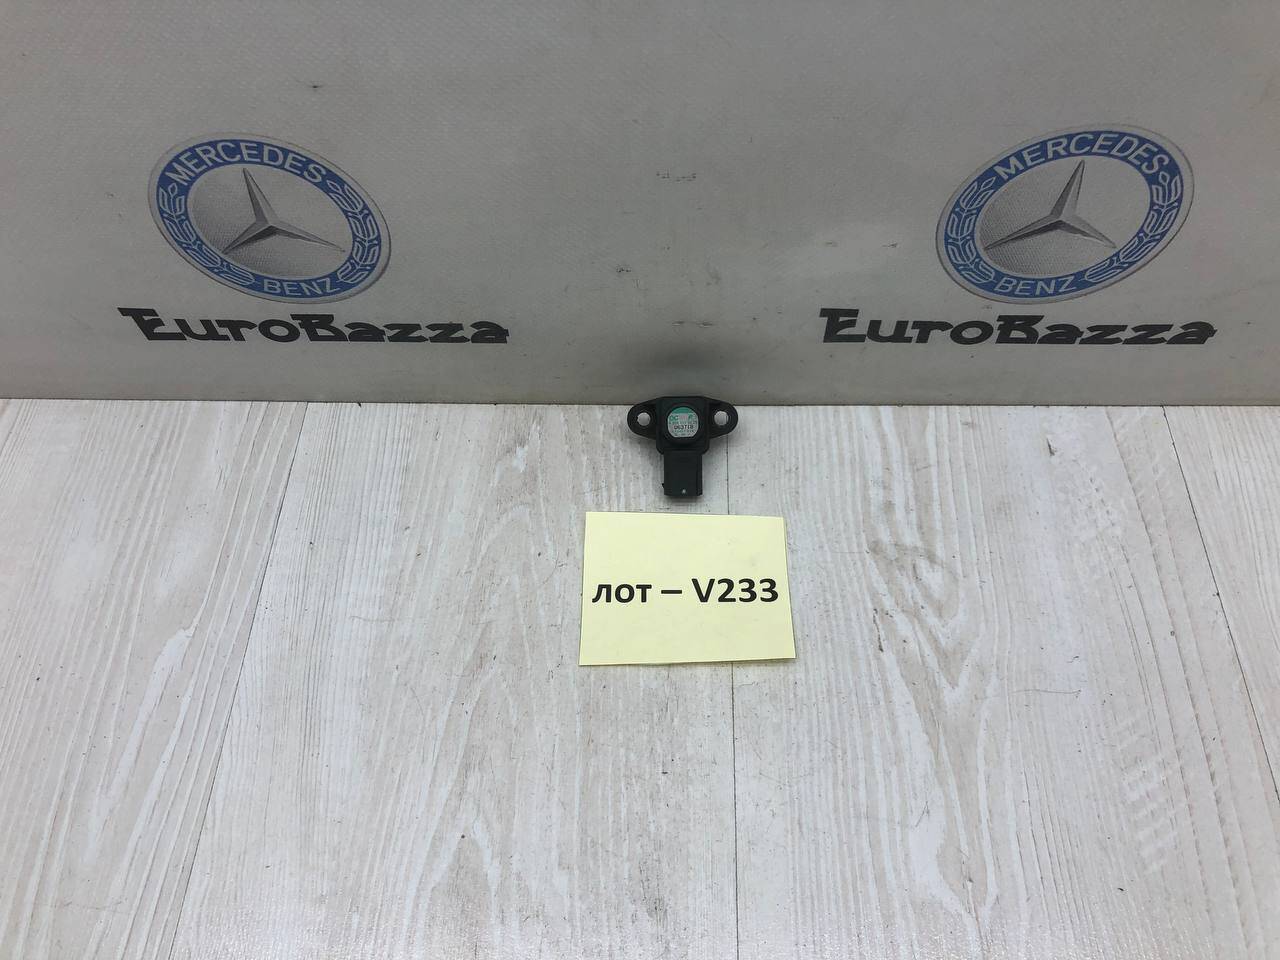 MERCEDES
BENZ
EuroBazza
MERCEDES
BENZ
EuroBazza
лот – V233